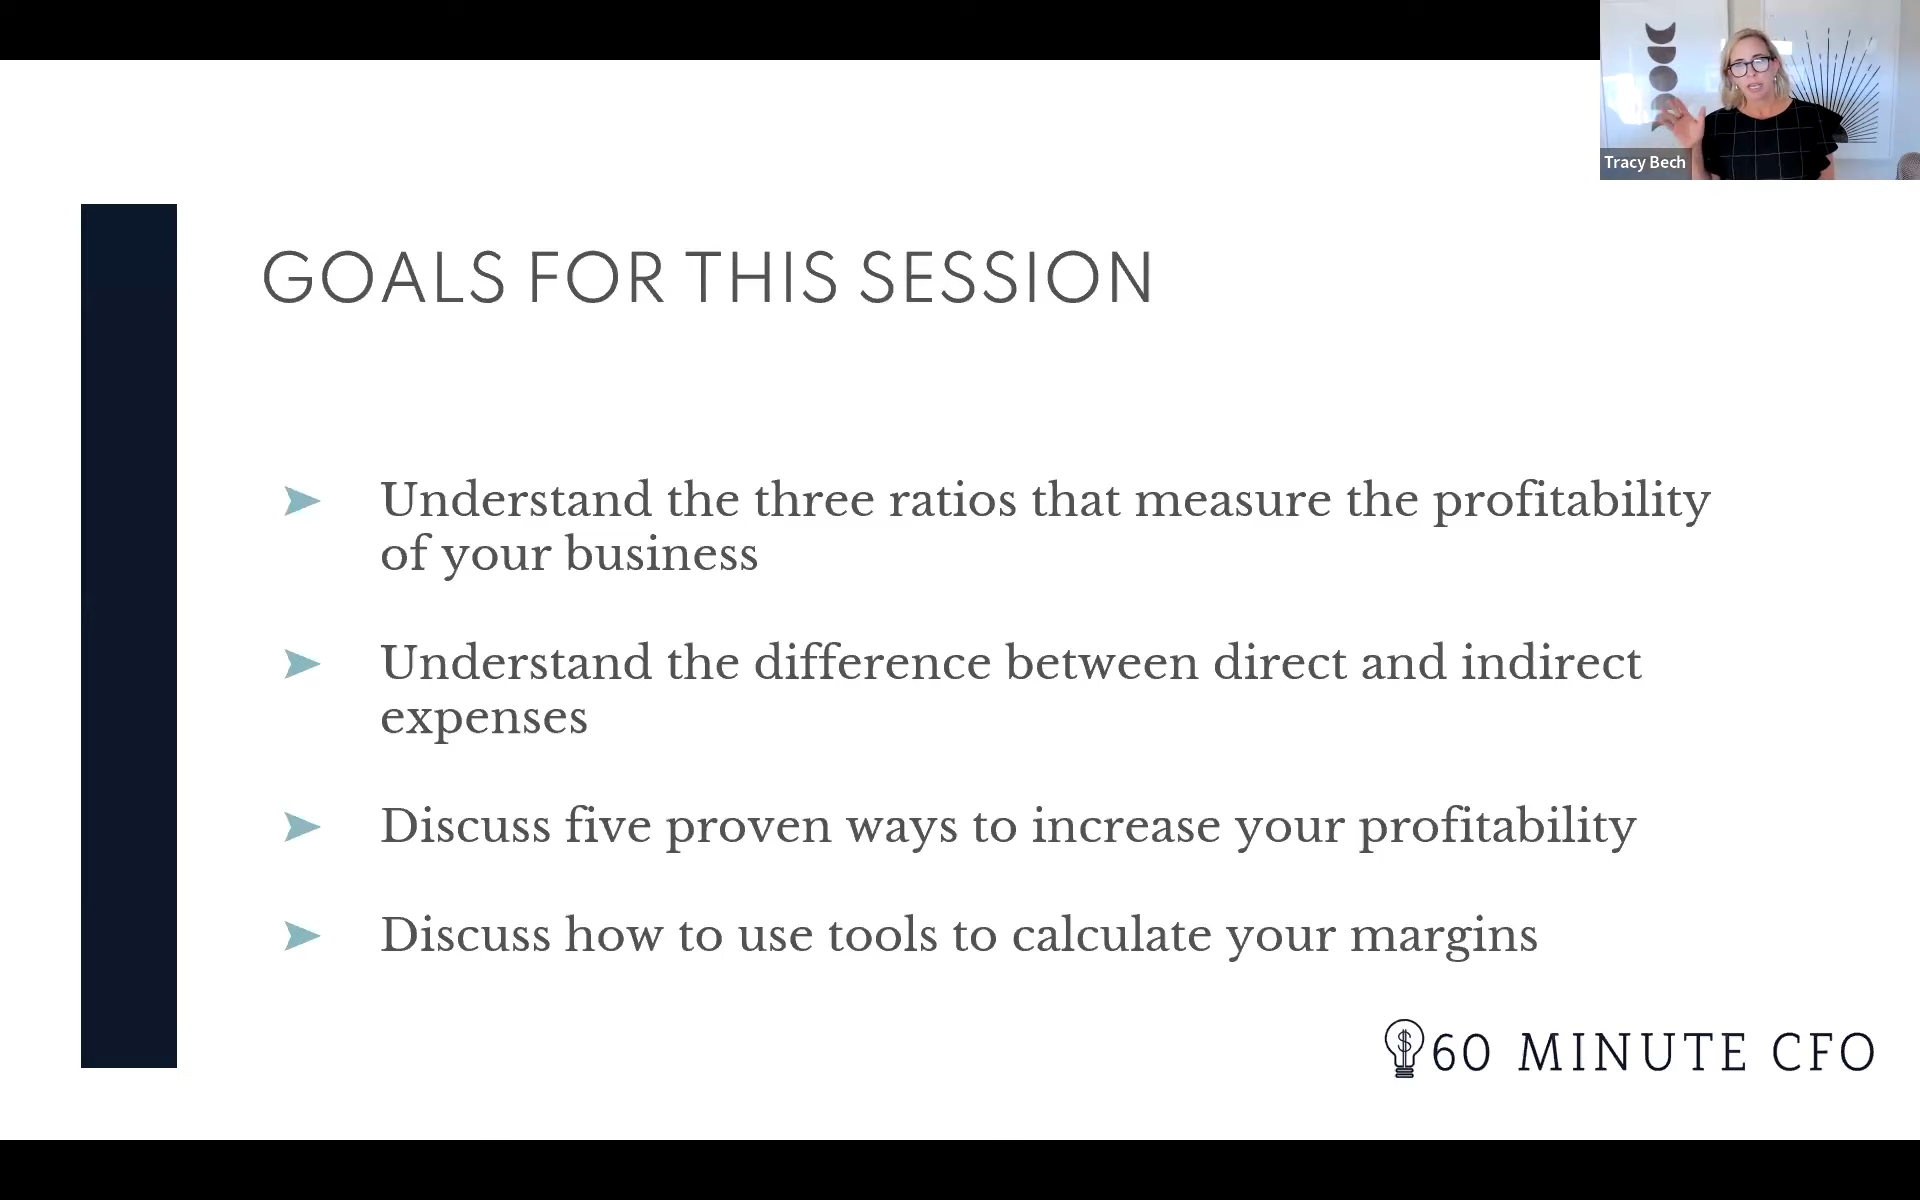 Tracy Bech
GOALS FOR THIS SESSION
➤ Understand the three ratios that measure the profitability
of your business
➤ Understand the difference between direct and indirect
expenses
➤ Discuss five proven ways to increase your profitability
➤ Discuss how to use tools to calculate your margins
$60 MINUTE CFO